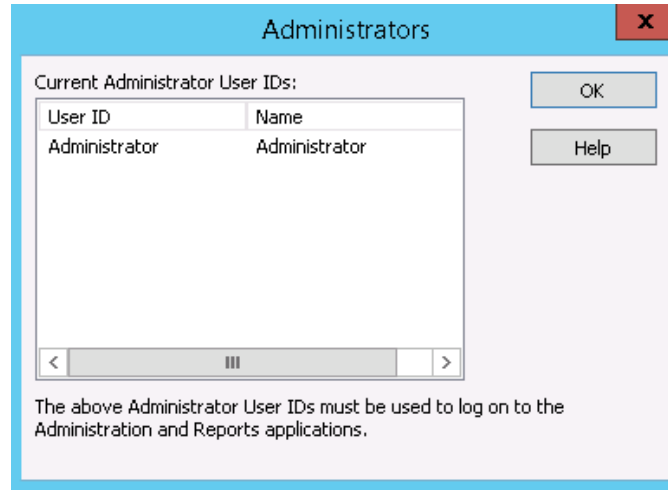 Administrators
x
Current Administrator User IDs:
OK
User ID Name
Administrator Administrator
Help
The above Administrator User IDs must be used to log on to the
Administration and Reports applications.